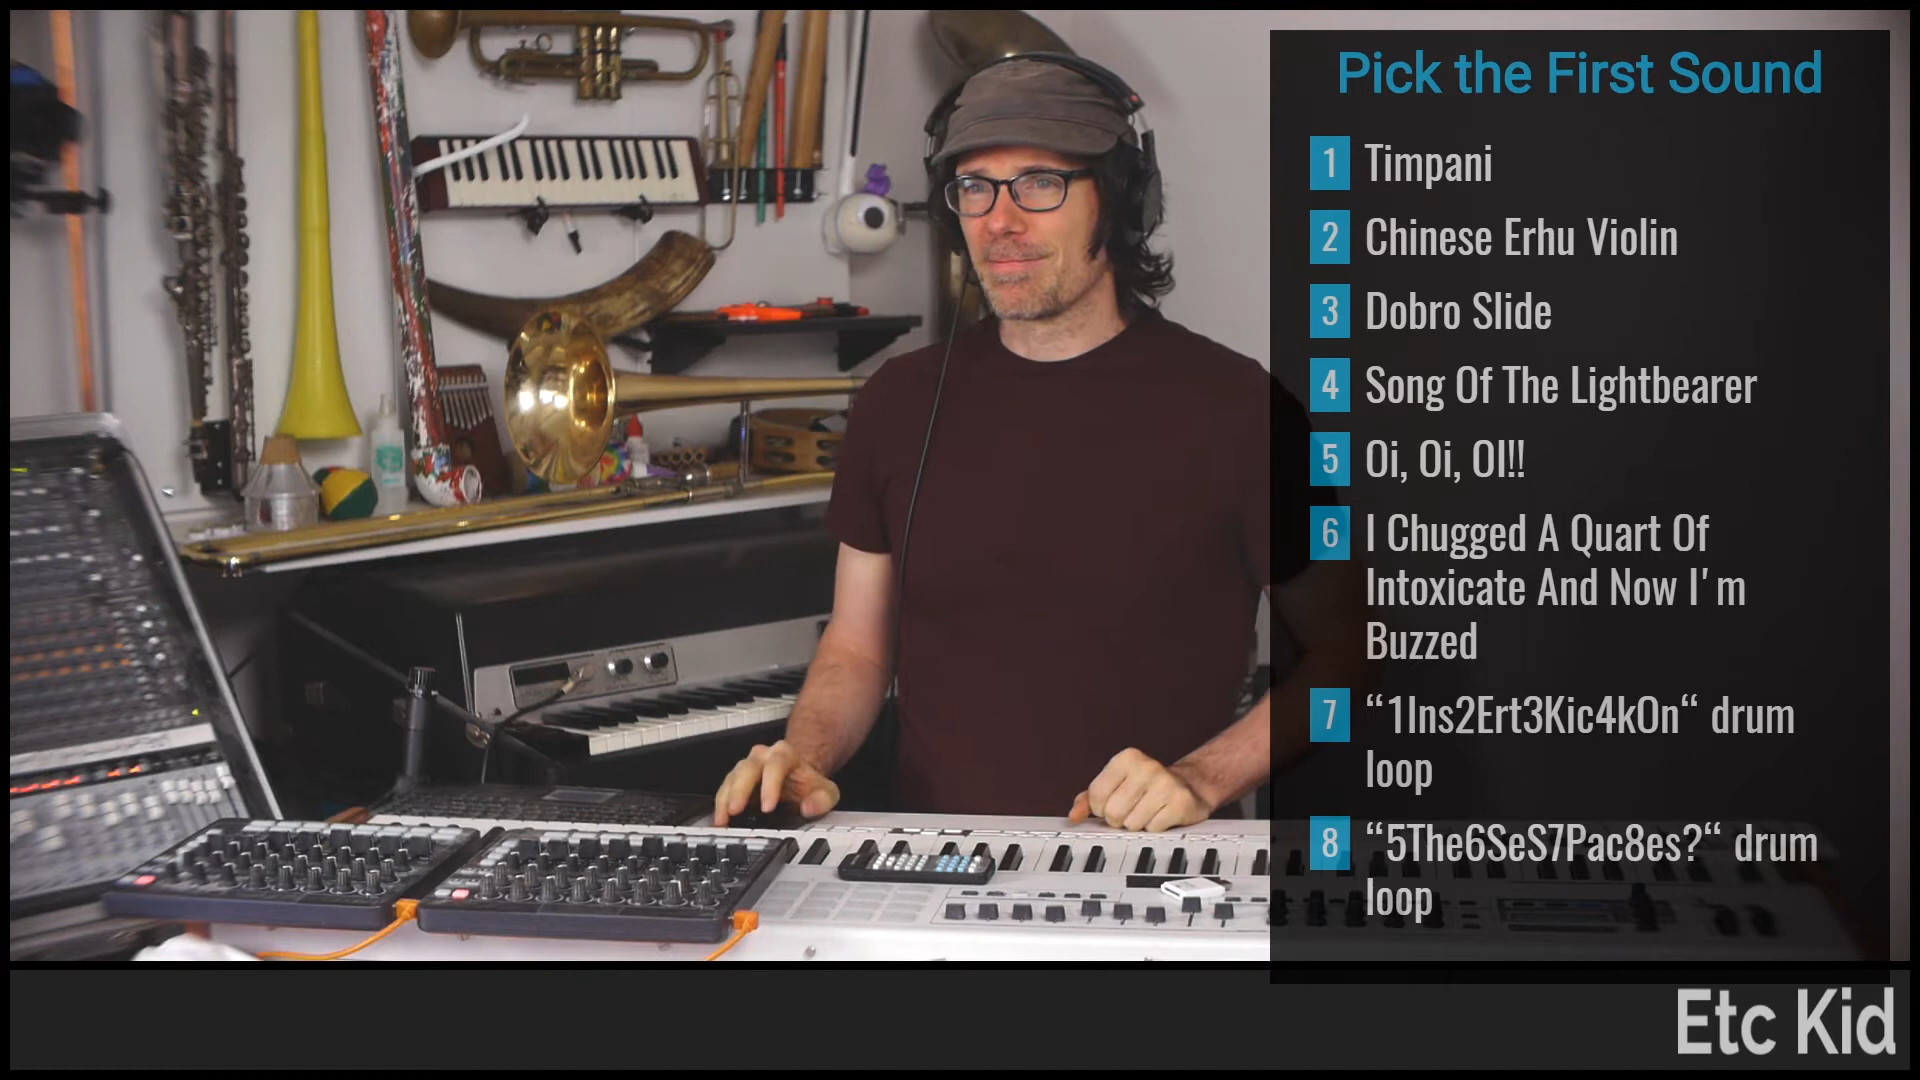 Pick the First Sound
1 Timpani
2 Chinese Erhu Violin
3 Dobro Slide
4 Song Of The Lightbearer
5 Oi, Oi, OI!!
6 I Chugged A Quart Of
Intoxicate And Now I'm
Buzzed
7 “1Ins2Ert3Kic4kOn“ drum
loop
8 “5The6SeS7Pac8es?“ drum
loop
Etc Kid